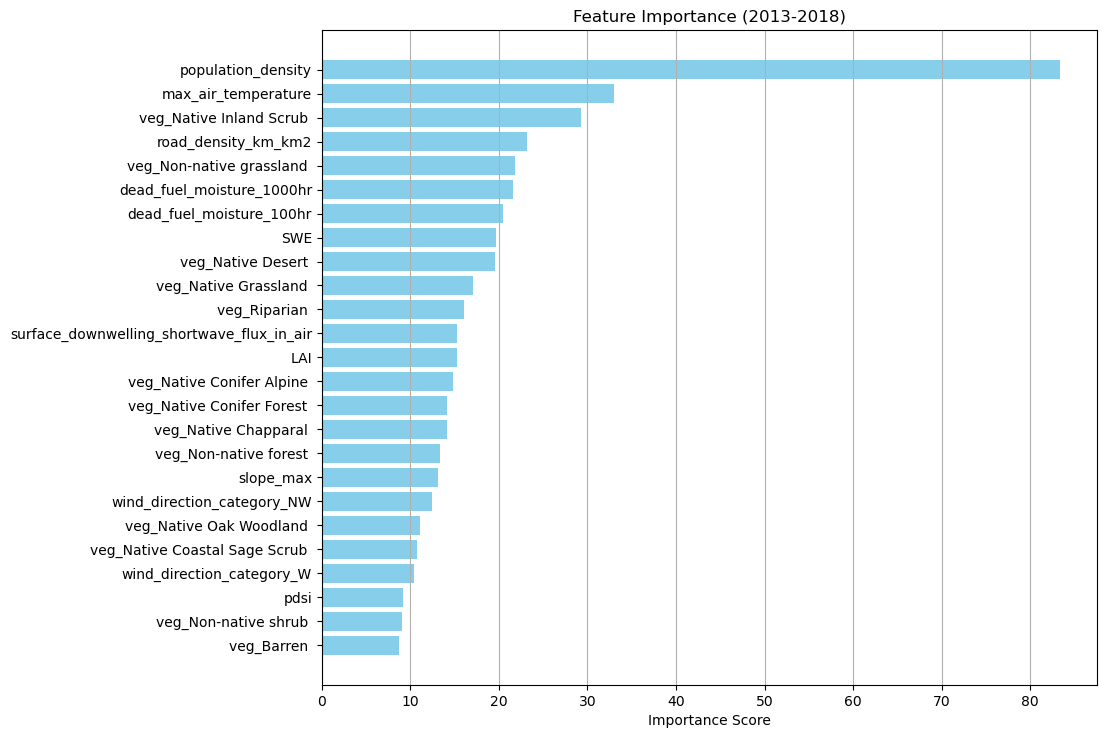 Feature Importance (2013-2018)
population_density
max_air_temperature
veg_Native Inland Scrub
road_density_km_km2
veg_Non-native grassland
dead_fuel_moisture_1000hr
dead_fuel_moisture_100hr
SWE
veg_Native Desert
veg_Native Grassland
veg_Riparian
surface_downwelling_shortwave_flux_in_air
LAI
veg_Native Conifer Alpine
veg_Native Conifer Forest
veg_Native Chapparal
veg_Non-native forest
slope_max
wind_direction_category_NW
veg_Native Oak Woodland
veg_Native Coastal Sage Scrub
wind_direction_category_W
pdsi
veg_Non-native shrub
veg_Barren
0 10 20 30 40 50 60 70 80
Importance Score